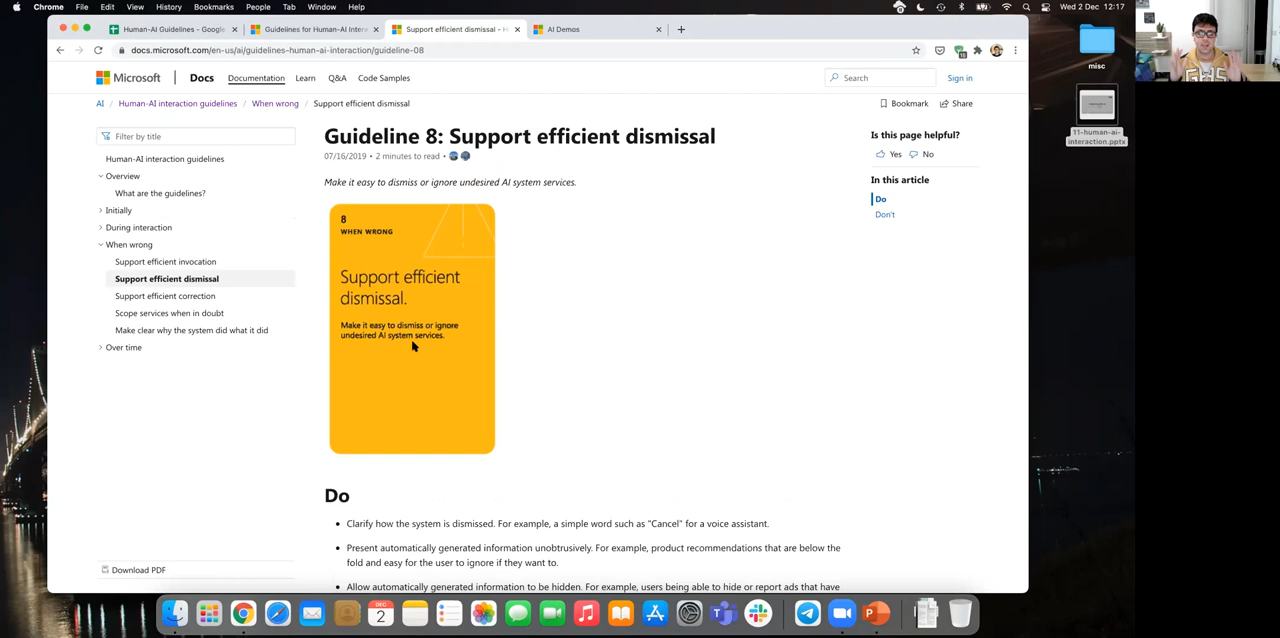 Chrome File Edit View History Bookmarks People Tab Window Help Wed 2 Dec 12:17
Human-AI Guidelines – Google
Guidelines for Human-AI Inter
Support efficient dismissal – H
AI Demos
docs.microsoft.com/en-us/ai/guidelines-human-ai-interaction/guideline-08
misc
11-human-ai-
interaction.pptx
Microsoft Docs Documentation Learn Q&A Code Samples Search Sign in
AI / Human-AI interaction guidelines / When wrong / Support efficient dismissal Bookmark Share
Filter by title
Human-AI interaction guidelines
Overview
What are the guidelines?
Initially
During interaction
When wrong
Support efficient invocation
Support efficient dismissal
Support efficient correction
Scope services when in doubt
Make clear why the system did what it did
Over time
Download PDF
Guideline 8: Support efficient dismissal
07/16/2019 • 2 minutes to read •
Make it easy to dismiss or ignore undesired AI system services.
8
WHEN WRONG
Support efficient
dismissal.
Make it easy to dismiss or ignore
undesired AI system services.
Do
• Clarify how the system is dismissed. For example, a simple word such as "Cancel" for a voice assistant.
• Present automatically generated information unobtrusively. For example, product recommendations that are below the
fold and easy for the user to ignore if they want to.
• Allow automatically generated information to be hidden. For example, users being able to hide or report ads that have
Is this page helpful?
Yes No
In this article
Do
Don't
DEC
2